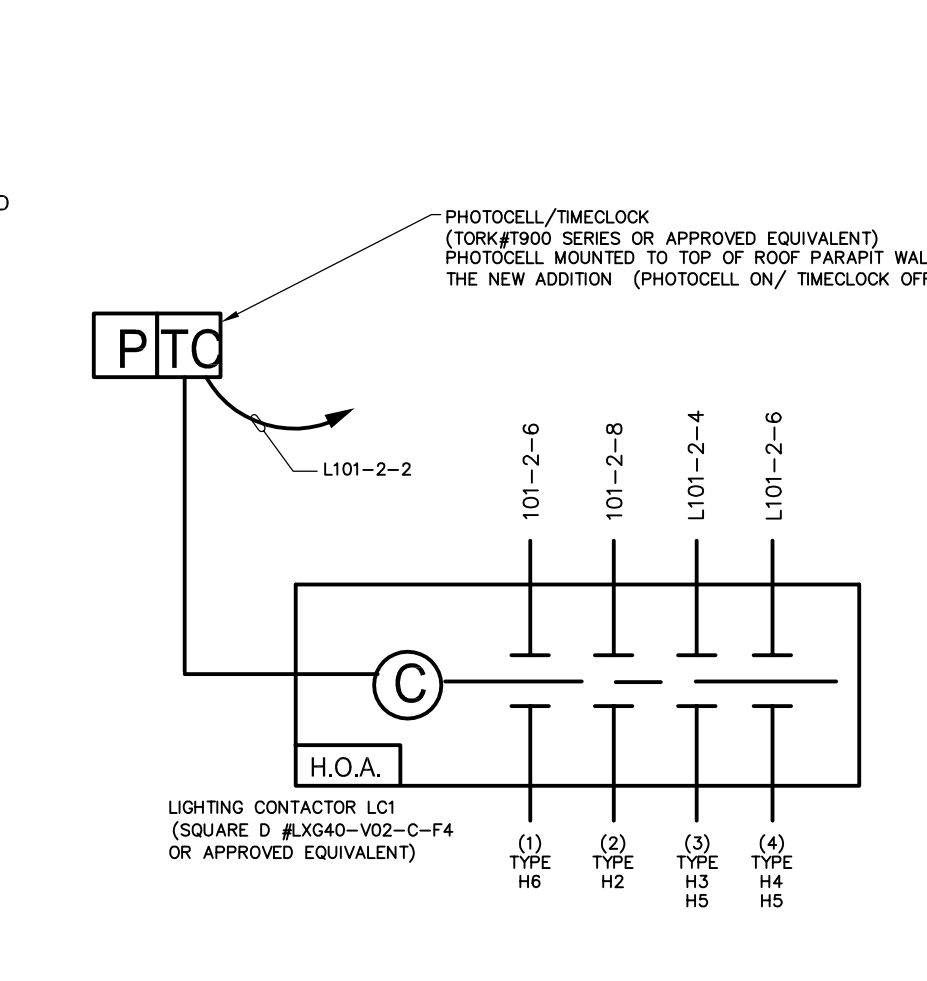 PHOTOCELL/TIMECLOCK
(TORK#T900 SERIES OR APPROVED EQUIVALENT)
PHOTOCELL MOUNTED TO TOP OF ROOF PARAPIT WAL
THE NEW ADDITION (PHOTOCELL ON/ TIMECLOCK OFF
P TC
L101-2-2
101-2-6
101-2-8
L101-2-4
L101-2-6
C
H.O.A.
LIGHTING CONTACTOR LC1
(SQUARE D #LXG40-V02-C-F4
OR APPROVED EQUIVALENT)
(1)
TYPE
H6
(2)
TYPE
H2
(3)
TYPE
H3
H5
(4)
TYPE
H4
H5